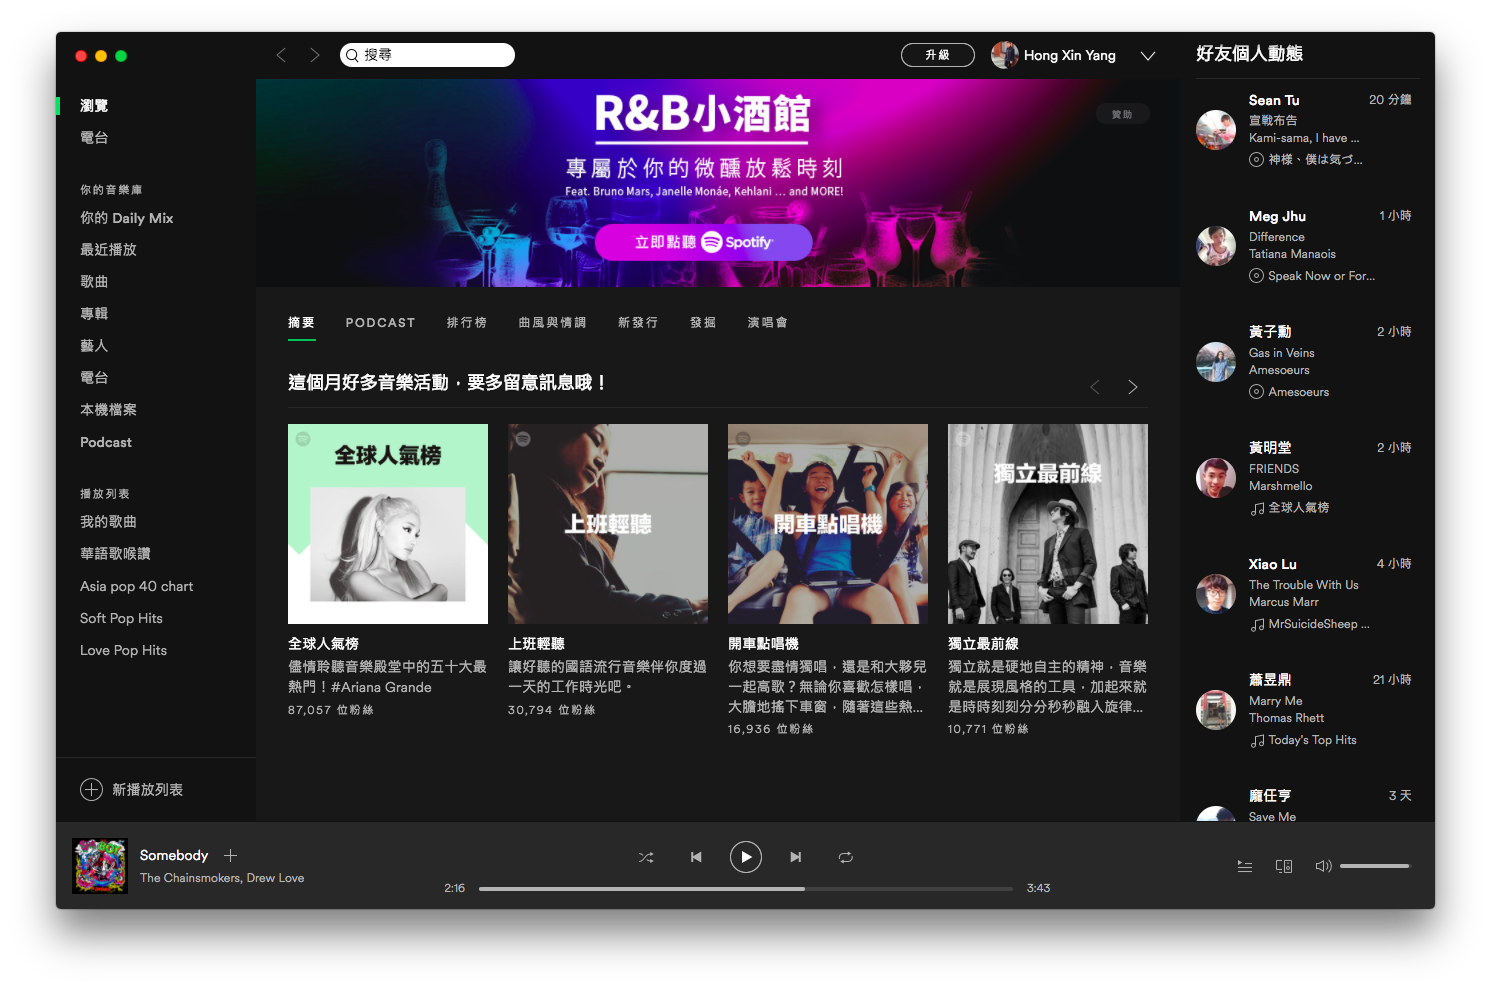 搜尋
升級
Hong Xin Yang
瀏覽
電台
你的音樂庫
你的 Daily Mix
最近播放
歌曲
專輯
藝人
電台
本機檔案
Podcast
播放列表
我的歌曲
華語歌喉讚
Asia pop 40 chart
Soft Pop Hits
Love Pop Hits
新播放列表
R&B小酒館
贊助
專屬於你的微醺放鬆時刻
Feat. Bruno Mars, Janelle Monáe, Kehlani ... and MORE!
立即點聽 Spotify
摘要 PODCAST 排行榜 曲風與情調 新發行 發掘 演唱會
這個月好多音樂活動，要多留意訊息哦！
全球人氣榜
上班輕聽
開車點唱機
獨立最前線
全球人氣榜
儘情聆聽音樂殿堂中的五十大最
熱門！#Ariana Grande
87,057 位粉絲
上班輕聽
讓好聽的國語流行音樂伴你度過
一天的工作時光吧。
30,794 位粉絲
開車點唱機
你想要盡情獨唱，還是和大夥兒
一起高歌？無論你喜歡怎樣唱，
大膽地搖下車窗，隨著這些熱...
16,936 位粉絲
獨立最前線
獨立就是硬地自主的精神，音樂
就是展現風格的工具，加起來就
是時時刻刻分分秒秒融入旋律...
10,771 位粉絲
好友個人動態
Sean Tu 20 分鐘
宣戰布告
Kami-sama, I have ...
神様、僕は気づ...
Meg Jhu 1 小時
Difference
Tatiana Manaois
Speak Now or For...
黃子勳 2 小時
Gas in Veins
Amesoeurs
Amesoeurs
黃明堂 2 小時
FRIENDS
Marshmello
全球人氣榜
Xiao Lu 4 小時
The Trouble With Us
Marcus Marr
MrSuicideSheep ...
蕭昱鼎 21 小時
Marry Me
Thomas Rhett
Today's Top Hits
龐任亨 3 天
Save Me
Somebody
The Chainsmokers, Drew Love
2:16
3:43